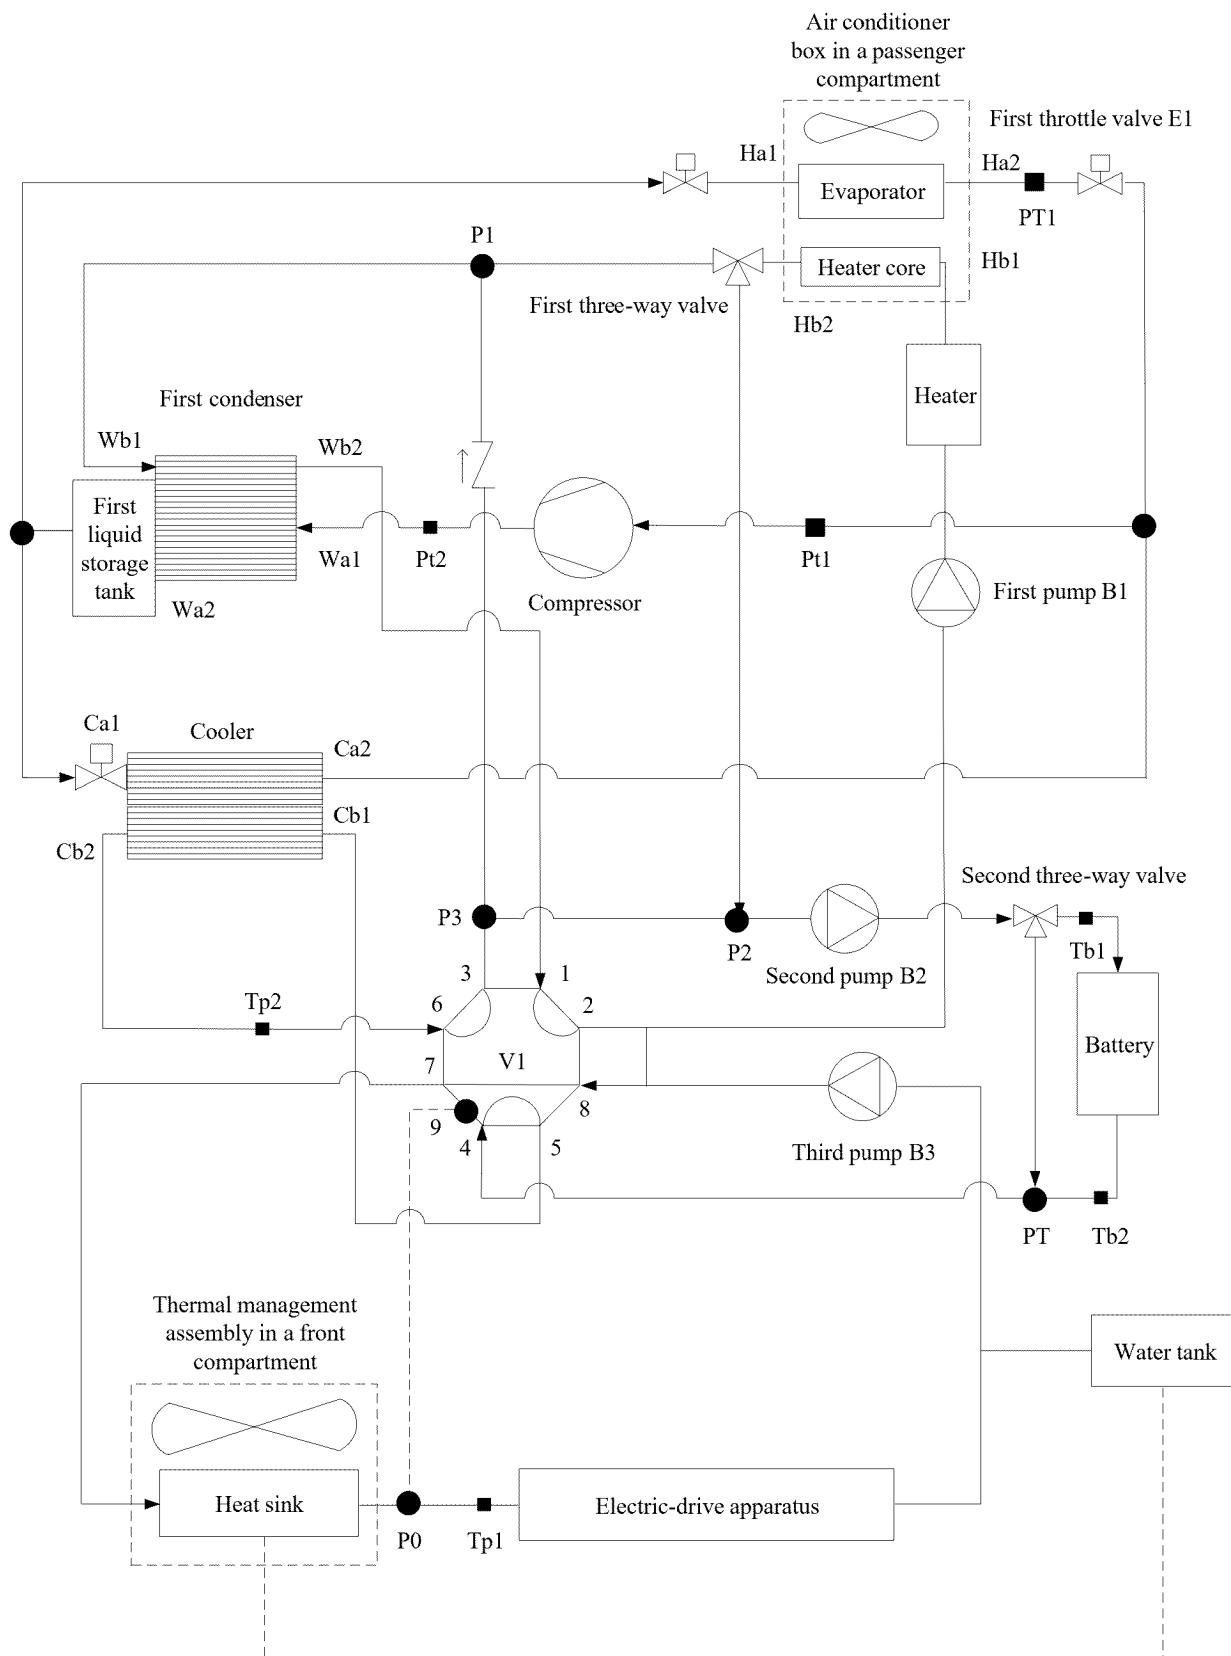 Air conditioner
box in a passenger
compartment
First throttle valve E1
Ha1
Ha2
Evaporator
PT1
P1
Heater core
Hb1
First three-way valve
Hb2
Heater
First condenser
Wb1
Wb2
First
liquid
storage
tank
Wa1
Pt2
Pt1
Wa2
Compressor
First pump B1
Ca1
Cooler
Ca2
Cb1
Cb2
Second three-way valve
P3
P2
Tb1
Second pump B2
3
1
Tp2
6
2
V1
Battery
7
8
9
4
5
Third pump B3
PT
Tb2
Thermal management
assembly in a front
compartment
Water tank
Heat sink
Electric-drive apparatus
P0
Tp1